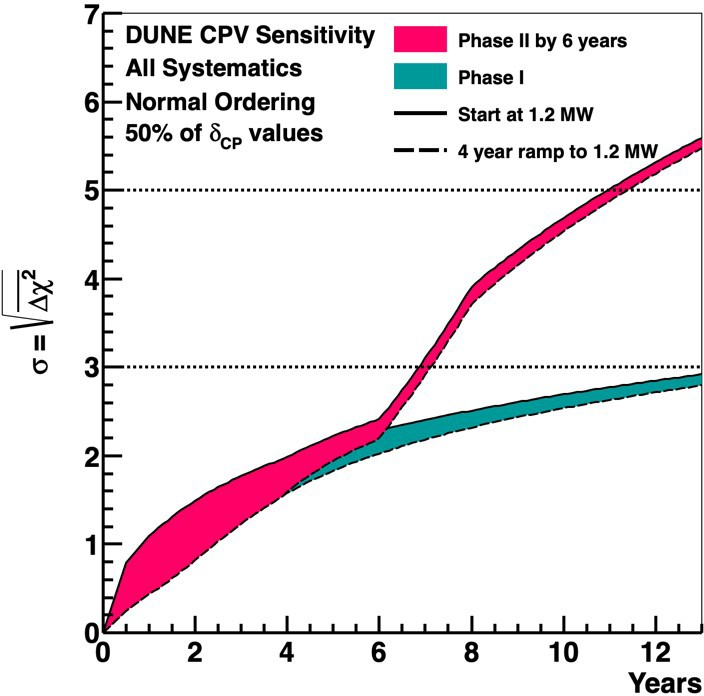 DUNE CPV Sensitivity
All Systematics
Normal Ordering
50% of δCP values
Phase II by 6 years
Phase I
Start at 1.2 MW
4 year ramp to 1.2 MW
σ = √Δχ²
7
6
5
4
3
2
1
0
0 2 4 6 8 10 12
Years